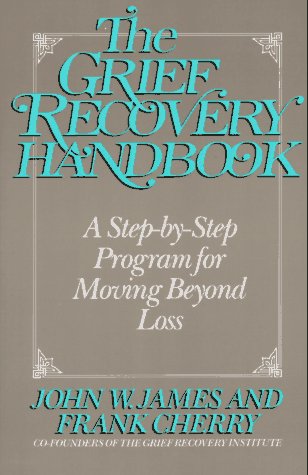 The
GRIEF
RECOVERY
HANDBOOK
A Step-by-Step
Program for
Moving Beyond
Loss
JOHN W. JAMES AND
FRANK CHERRY
CO-FOUNDERS OF THE GRIEF RECOVERY INSTITUTE